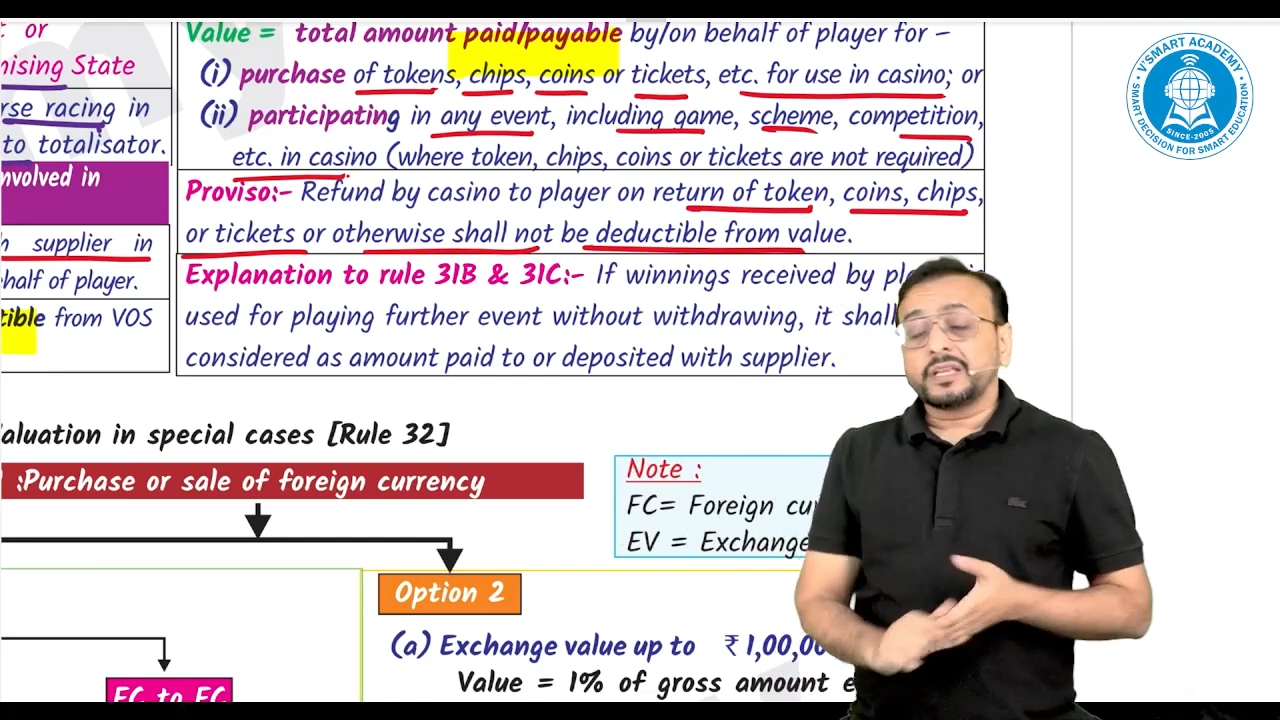 t or
nising State
rse racing in
to totalisator.
nvolved in
h supplier in
ehalf of player.
tible from VOS
Value = total amount paid/payable by/on behalf of player for –
(i) purchase of tokens, chips, coins or tickets, etc. for use in casino; or
(ii) participating in any event, including game, scheme, competition,
etc. in casino (where token, chips, coins or tickets are not required)
Proviso:- Refund by casino to player on return of token, coins, chips,
or tickets or otherwise shall not be deductible from value.
Explanation to rule 31B & 31C:- If winnings received by
used for playing further event without withdrawing, it shall
considered as amount paid to or deposited with supplier.
aluation in special cases [Rule 32]
:Purchase or sale of foreign currency
Note :
FC= Foreign cu
EV = Exchange
Option 2
(a) Exchange value up to ₹ 1,00,00
Value = 1% of gross amount e
FC to FC
V'SMART ACADEMY
SINCE-2005
SMART DECISION FOR SMART EDUCATION